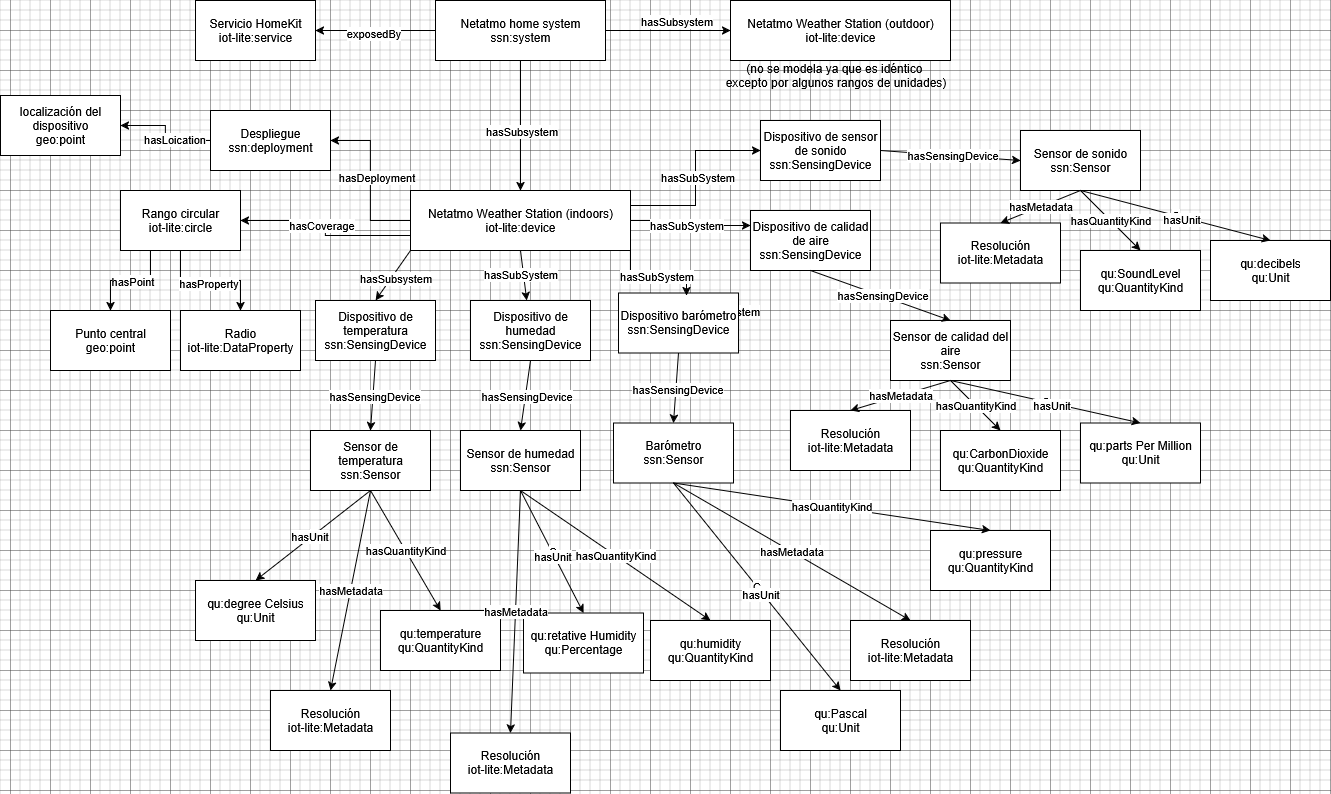 Servicio HomeKit
iot-lite:service
exposedBy
Netatmo home system
ssn:system
hasSubsystem
Netatmo Weather Station (outdoor)
iot-lite:device
(no se modela ya que es idéntico
excepto por algunos rangos de unidades)
localización del
dispositivo
geo:point
hasLoication
Despliegue
ssn:deployment
hasSubsystem
hasDeployment
Dispositivo de sensor
de sonido
ssn:SensingDevice
hasSensingDevice
Sensor de sonido
ssn:Sensor
hasSubSystem
Rango circular
iot-lite:circle
hasCoverage
Netatmo Weather Station (indoors)
iot-lite:device
hasSubSystem
Dispositivo de calidad
de aire
ssn:SensingDevice
hasMetadata
hasQuantityKind
hasUnit
Resolución
iot-lite:Metadata
qu:SoundLevel
qu:QuantityKind
qu:decibels
qu:Unit
hasPoint
hasProperty
hasSubsystem
hasSubSystem
hasSubSystem
hasSensingDevice
Punto central
geo:point
Radio
iot-lite:DataProperty
Dispositivo de
temperatura
ssn:SensingDevice
Dispositivo de
humedad
ssn:SensingDevice
Dispositivo barómetro
ssn:SensingDevice
stem
Sensor de calidad del
aire
ssn:Sensor
hasSensingDevice
hasSensingDevice
hasSensingDevice
hasMetadata
hasQuantityKind
hasUnit
Sensor de
temperatura
ssn:Sensor
Sensor de humedad
ssn:Sensor
Barómetro
ssn:Sensor
Resolución
iot-lite:Metadata
qu:CarbonDioxide
qu:QuantityKind
qu:parts Per Million
qu:Unit
hasUnit
hasMetadata
hasQuantityKind
hasUnit
hasQuantityKind
hasMetadata
hasMetadata
hasUnit
hasQuantityKind
qu:pressure
qu:QuantityKind
qu:degree Celsius
qu:Unit
qu:temperature
qu:QuantityKind
qu:retative Humidity
qu:Percentage
qu:humidity
qu:QuantityKind
Resolución
iot-lite:Metadata
Resolución
iot-lite:Metadata
Resolución
iot-lite:Metadata
qu:Pascal
qu:Unit